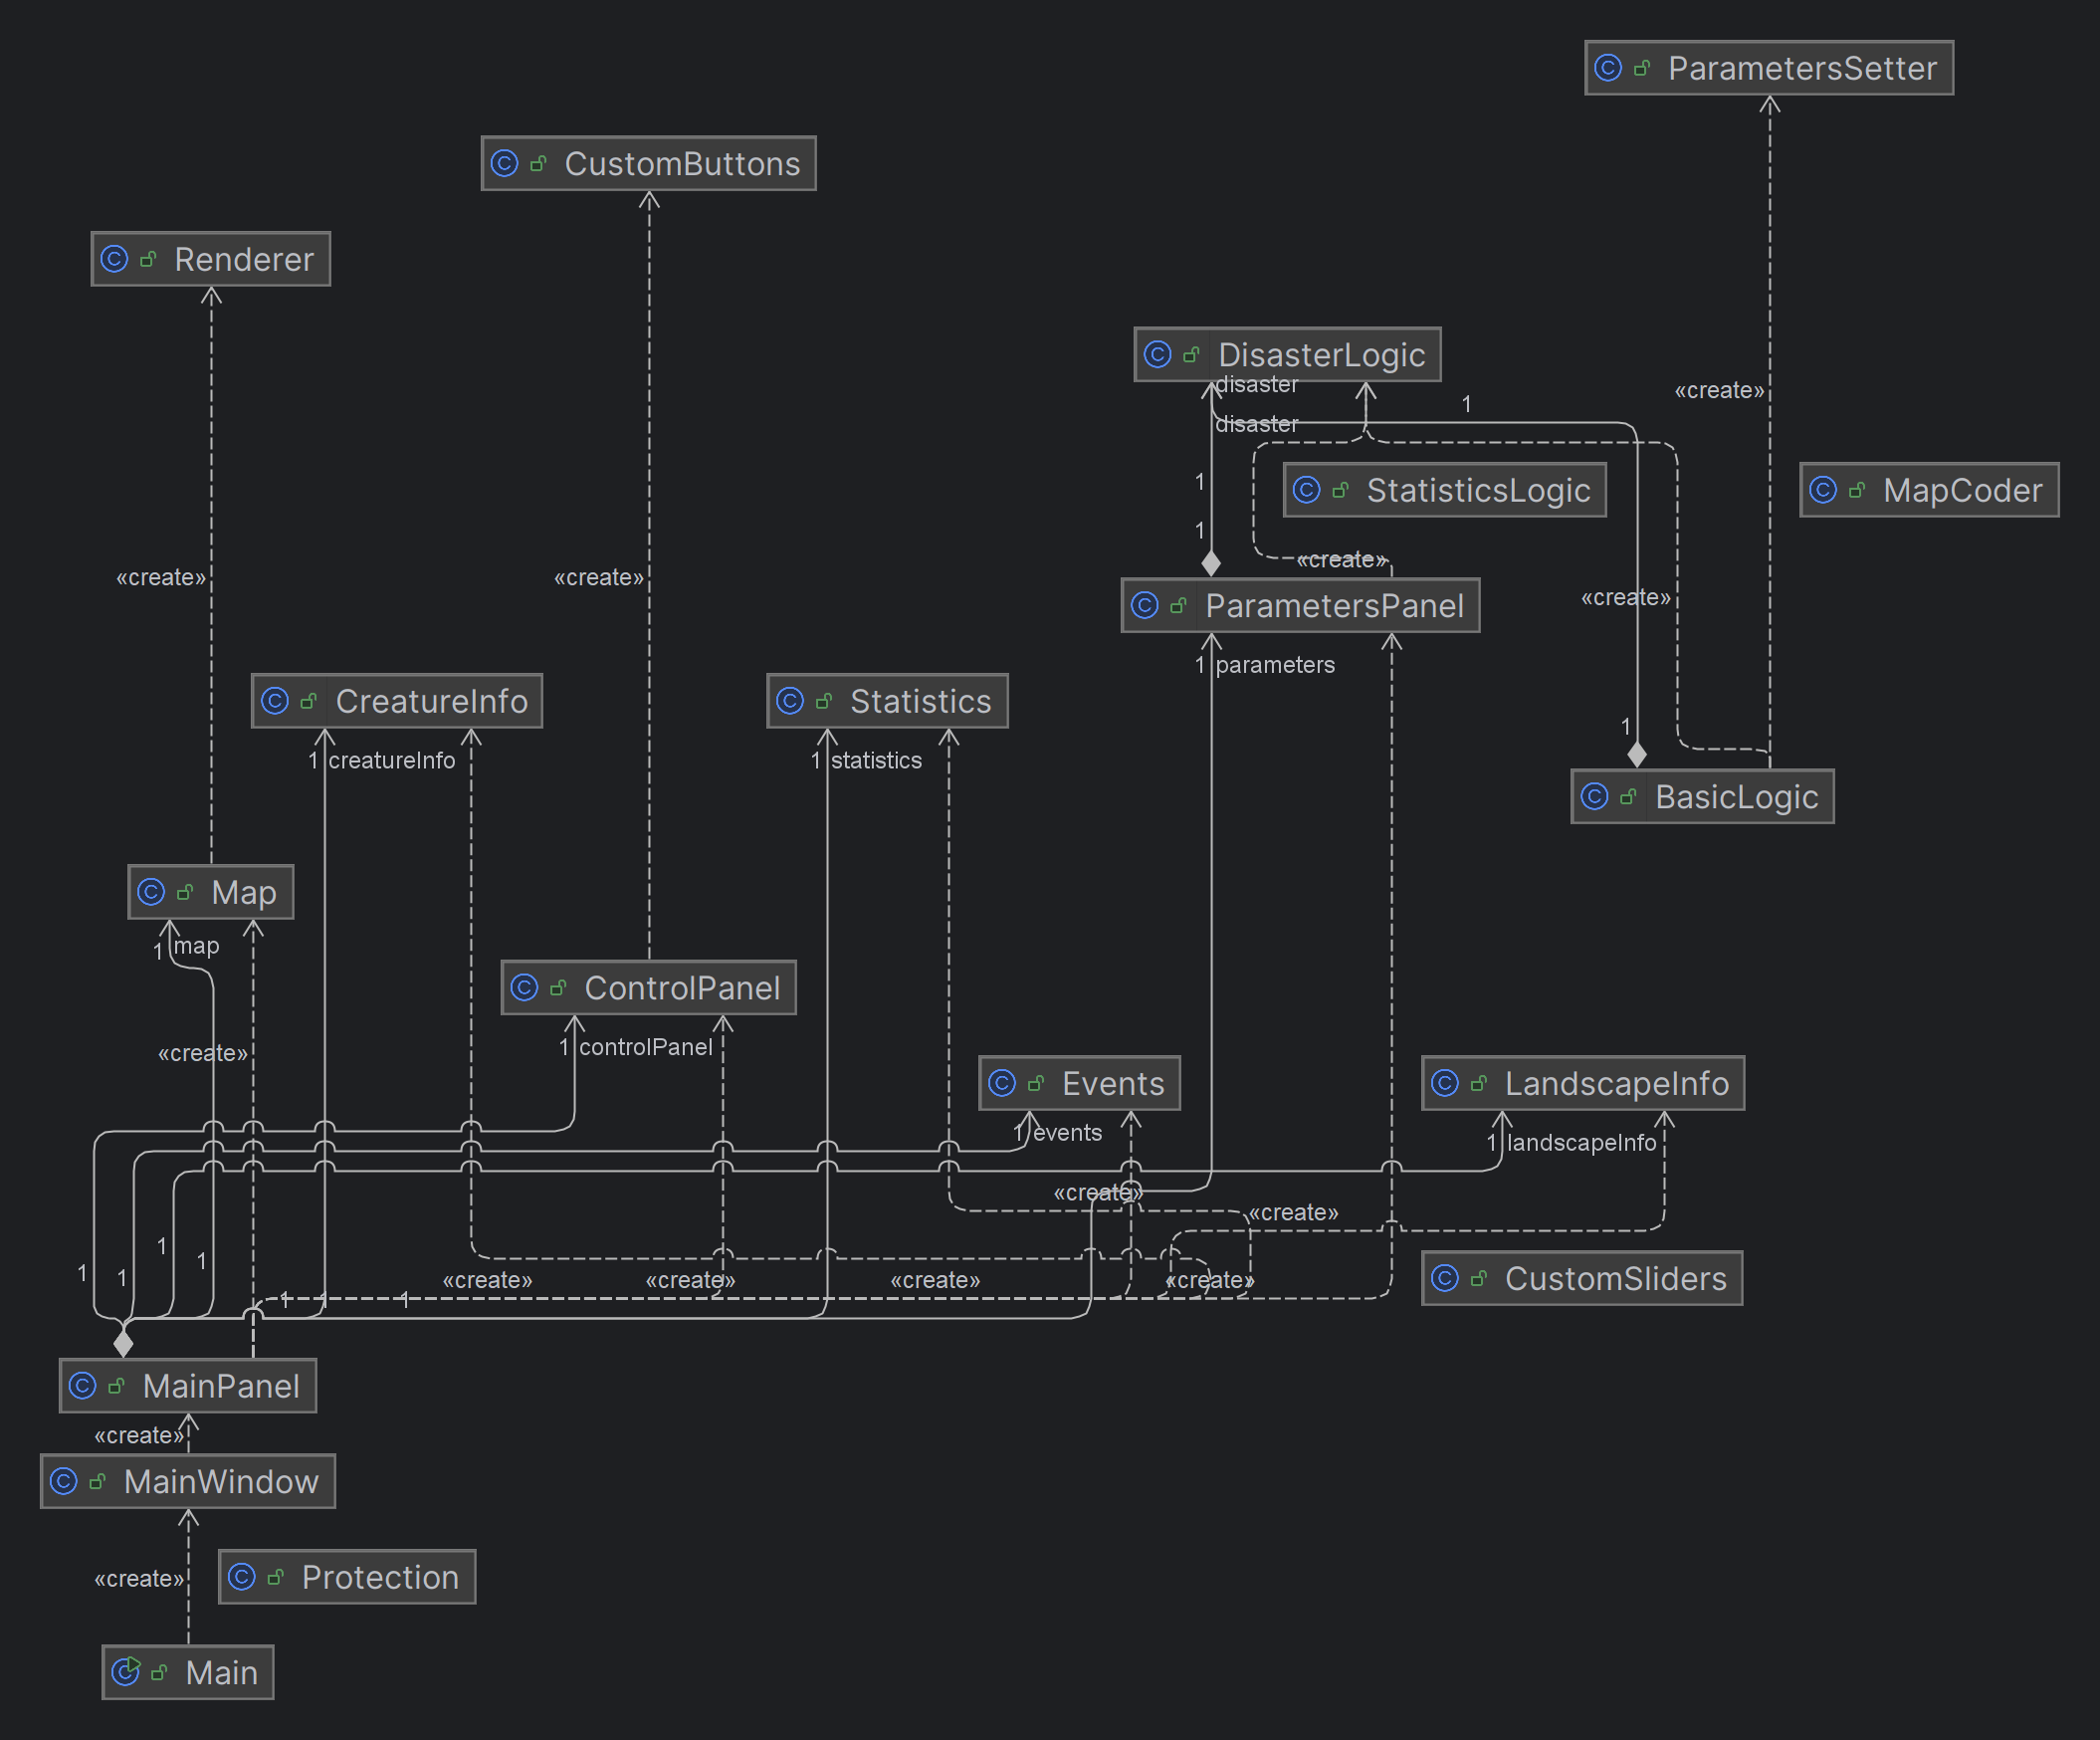 ParametersSetter
CustomButtons
Renderer
DisasterLogic
disaster
1
«create»
disaster
1
StatisticsLogic
MapCoder
1
«create»
«create»
«create»
«create»
ParametersPanel
1 parameters
CreatureInfo
Statistics
1
1 creatureInfo
1 statistics
BasicLogic
Map
1 map
ControlPanel
«create»
1 controlPanel
Events
LandscapeInfo
1 events
1 landscapeInfo
«create»
«create»
1
1
1
1
«create»
«create»
«create»
«create»
CustomSliders
1
1
1
MainPanel
«create»
MainWindow
«create»
Protection
Main